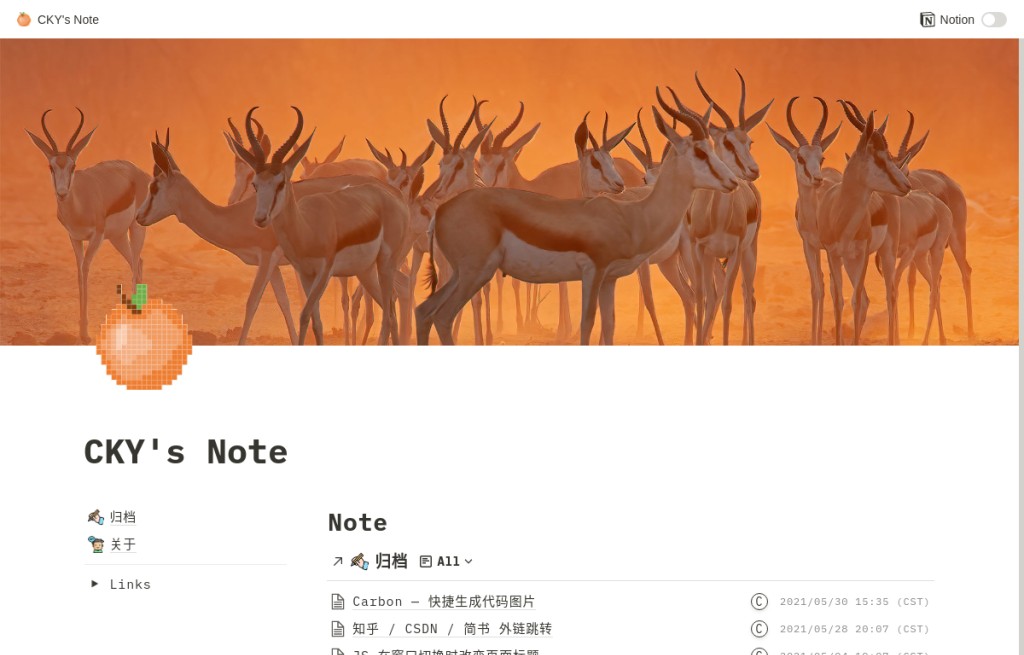 CKY's Note
Notion
CKY's Note
归档
关于
Links
Note
归档 All
Carbon — 快捷生成代码图片 C 2021/05/30 15:35 (CST)
知乎 / CSDN / 简书 外链跳转 C 2021/05/28 20:07 (CST)